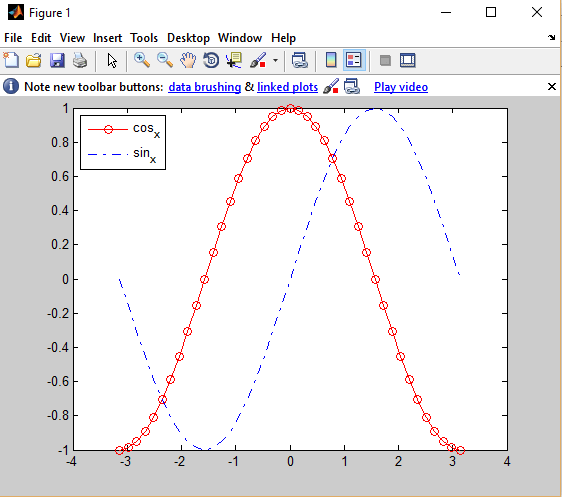 Figure 1
File Edit View Insert Tools Desktop Window Help
Note new toolbar buttons: data brushing & linked plots Play video
1
0.8
0.6
0.4
0.2
0
-0.2
-0.4
-0.6
-0.8
-1
cosx
sinx
-4 -3 -2 -1 0 1 2 3 4